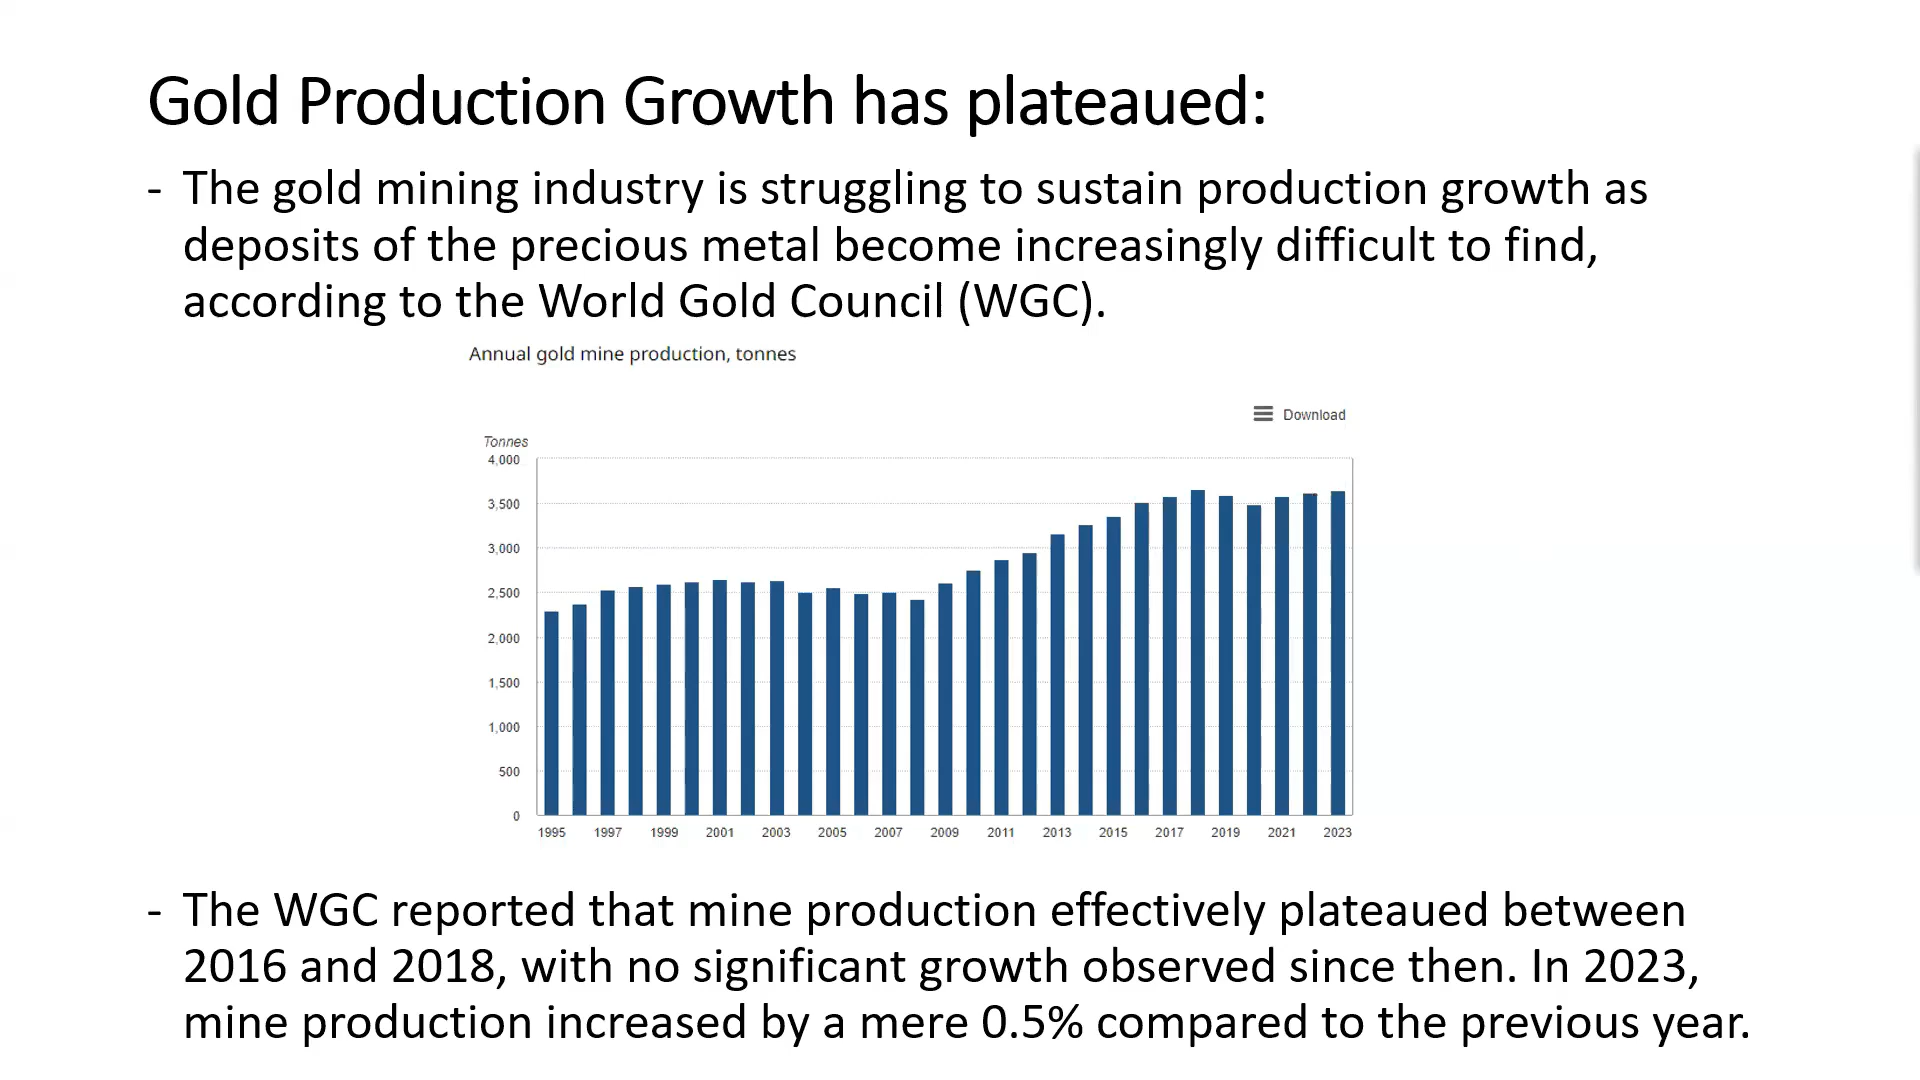 Gold Production Growth has plateaued:
- The gold mining industry is struggling to sustain production growth as
deposits of the precious metal become increasingly difficult to find,
according to the World Gold Council (WGC).
Annual gold mine production, tonnes
Download
Tonnes
4,000
3,500
3,000
2,500
2,000
1,500
1,000
500
0
1995 1997 1999 2001 2003 2005 2007 2009 2011 2013 2015 2017 2019 2021 2023
- The WGC reported that mine production effectively plateaued between
2016 and 2018, with no significant growth observed since then. In 2023,
mine production increased by a mere 0.5% compared to the previous year.